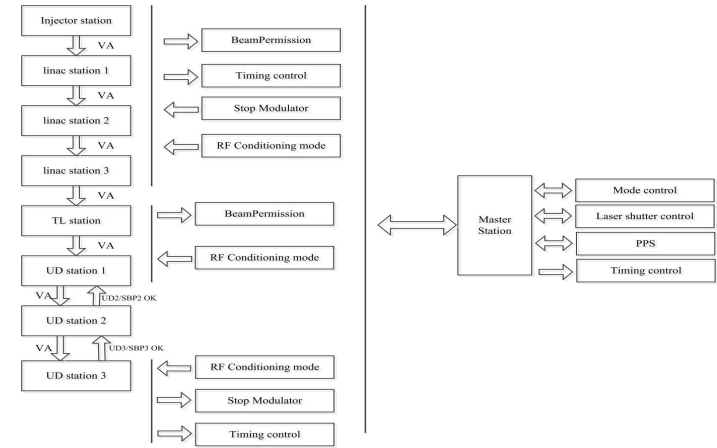 Injector station
VA
linac station 1
VA
linac station 2
VA
linac station 3
VA
TL station
VA
UD station 1
VA
UD2/SBP2 OK
UD station 2
VA
UD3/SBP3 OK
UD station 3
BeamPermission
Timing control
Stop Modulator
RF Conditioning mode
BeamPermission
RF Conditioning mode
RF Conditioning mode
Stop Modulator
Timing control
Master
Station
Mode control
Laser shutter control
PPS
Timing control